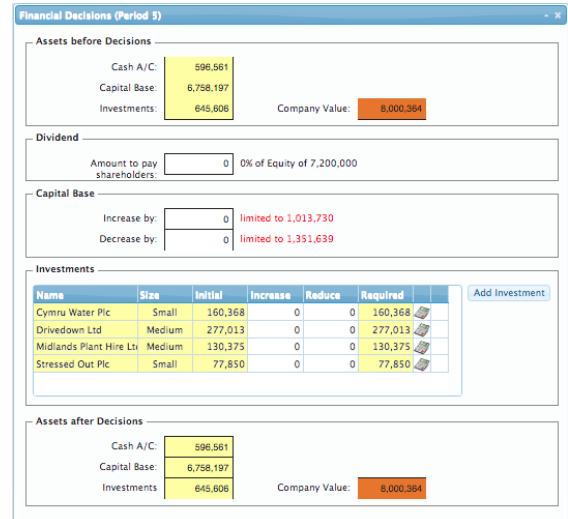 Financial Decisions (Period 5)
Assets before Decisions
Cash A/C: 596,561
Capital Base: 6,758,197
Investments: 645,606 Company Value: 8,000,364
Dividend
Amount to pay 0 0% of Equity of 7,200,000
shareholders:
Capital Base
Increase by: 0 limited to 1,013,730
Decrease by: 0 limited to 1,351,639
Investments
Name Size Initial Increase Reduce Required Add Investment
Cymru Water Plc Small 160,368 0 0 160,368
Drivedown Ltd Medium 277,013 0 0 277,013
Midlands Plant Hire Lt Medium 130,375 0 0 130,375
Stressed Out Plc Small 77,850 0 0 77,850
Assets after Decisions
Cash A/C: 596,561
Capital Base: 6,758,197
Investments 645,606 Company Value: 8,000,364